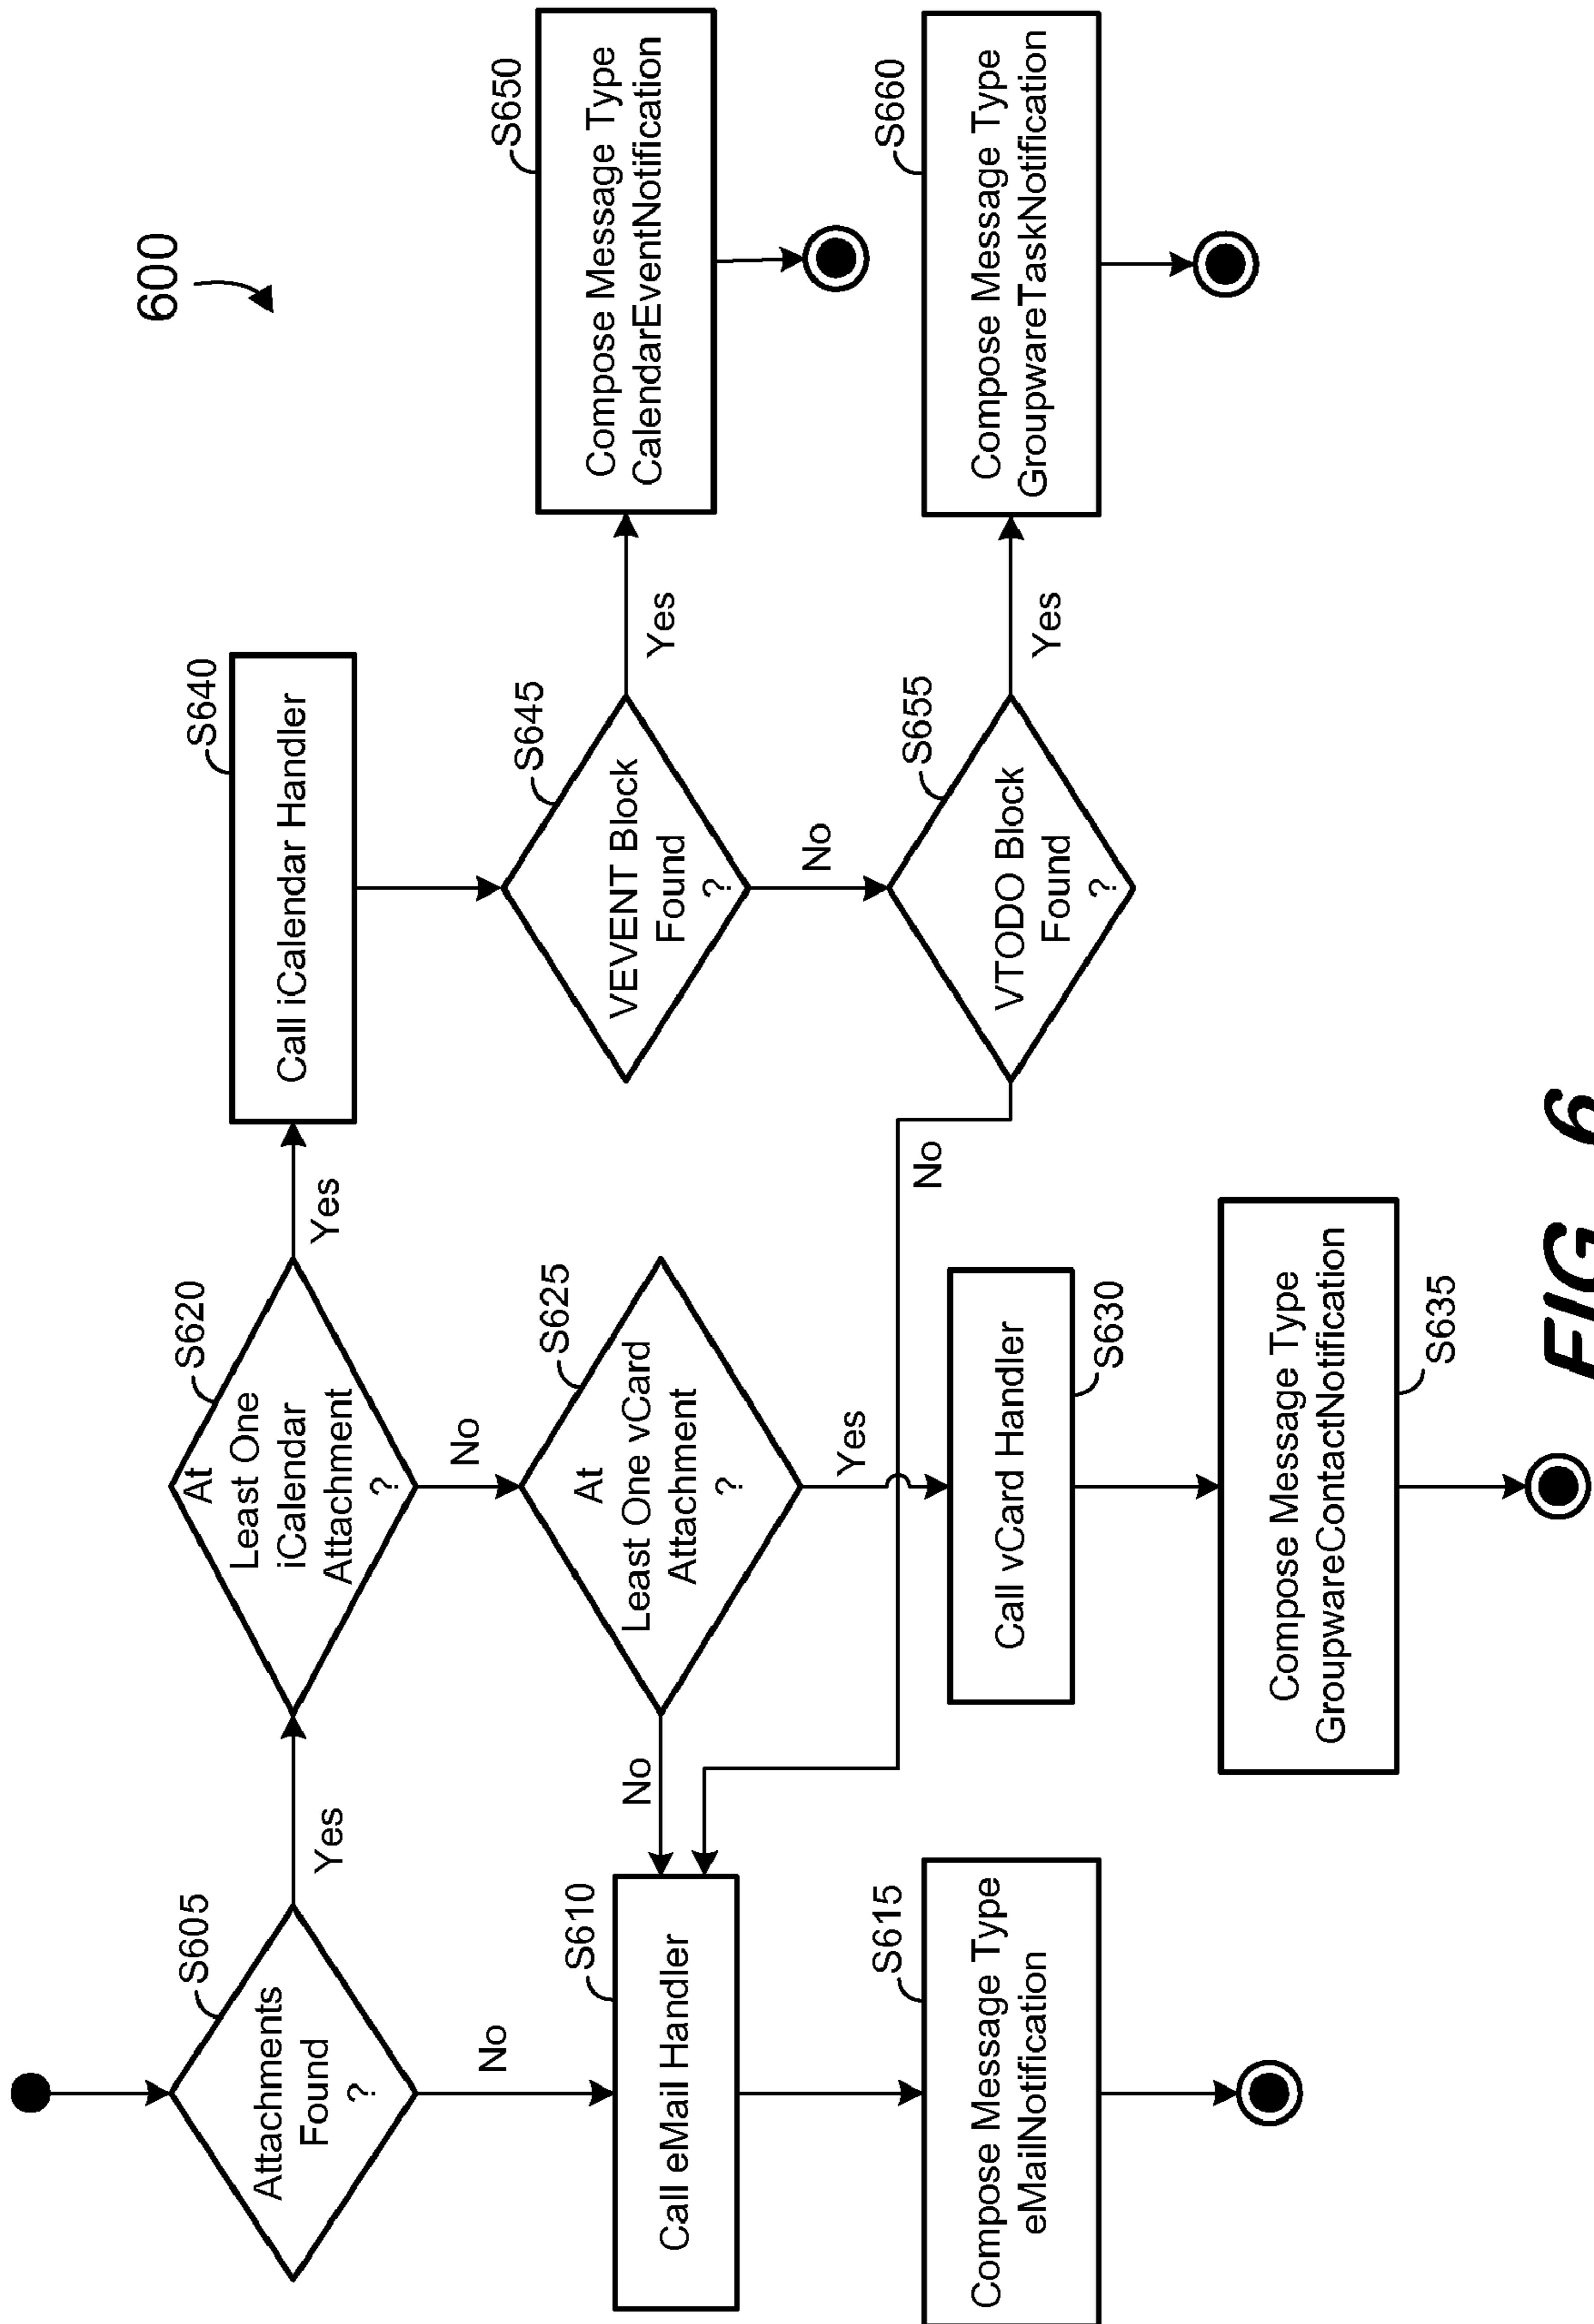 600
S605
Attachments
Found
?
Yes
No
S610
Call eMail Handler
S615
Compose Message Type
eMailNotification
S620
At
Least One
iCalendar
Attachment
?
Yes
No
S625
At
Least One vCard
Attachment
?
No
Yes
Call vCard Handler
S630
Compose Message Type
GroupwareContactNotification
S635
S640
Call iCalendar Handler
S645
VEVENT Block
Found
?
Yes
No
S650
Compose Message Type
CalendarEventNotification
S655
VTODO Block
Found
?
No
Yes
S660
Compose Message Type
GroupwareTaskNotification
FIG. 6